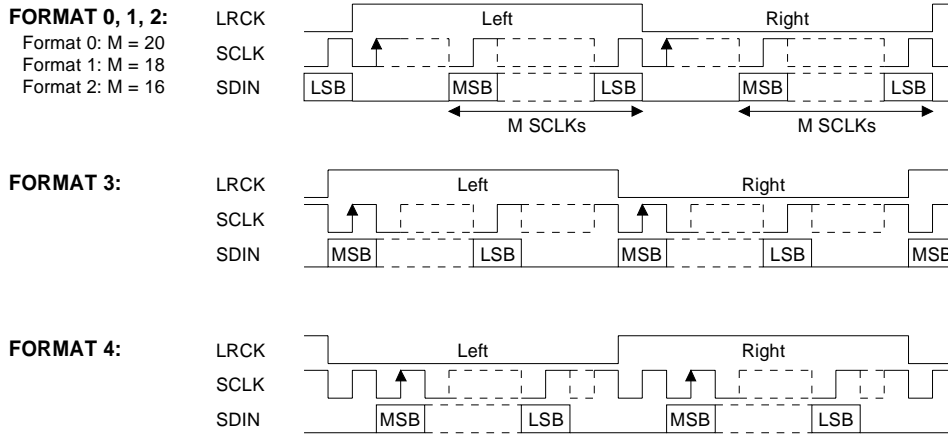 FORMAT 0, 1, 2:
Format 0: M = 20
Format 1: M = 18
Format 2: M = 16
LRCK Left Right
SCLK
SDIN LSB MSB LSB MSB LSB
M SCLKs M SCLKs
FORMAT 3:
LRCK Left Right
SCLK
SDIN MSB LSB MSB LSB MSB
FORMAT 4:
LRCK Left Right
SCLK
SDIN MSB LSB MSB LSB